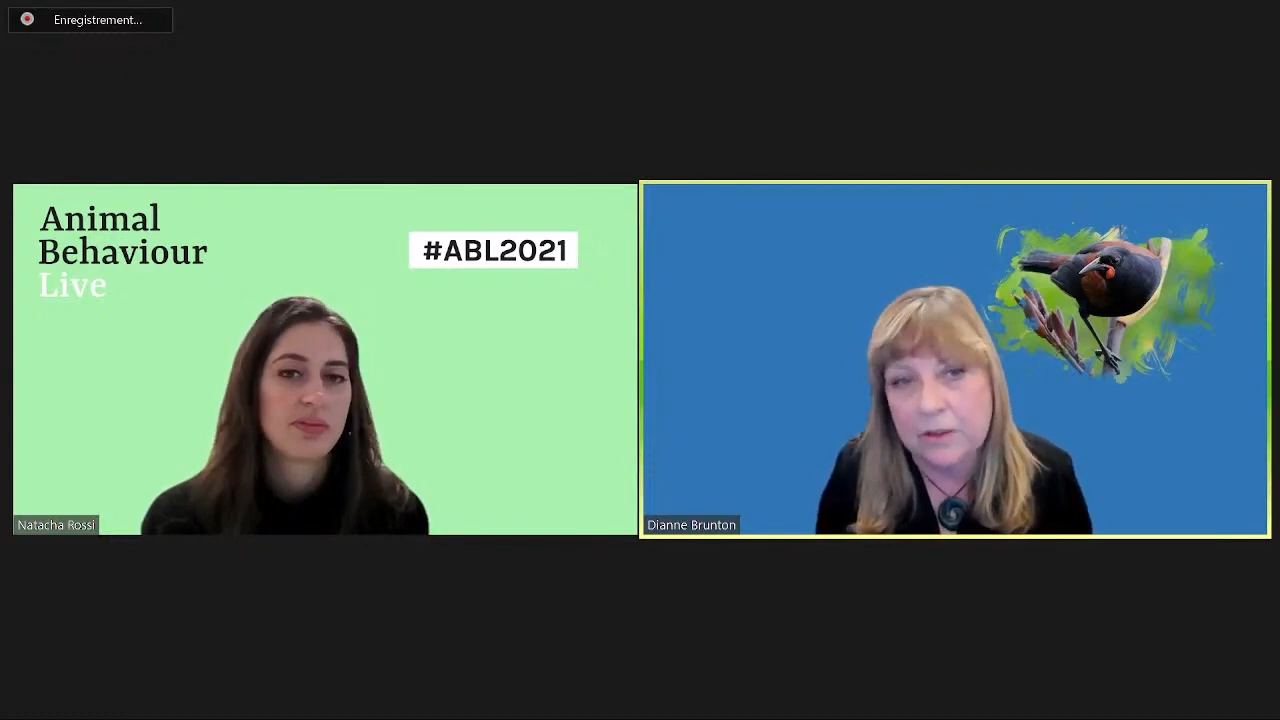 Enregistrement...
Animal
Behaviour
Live
#ABL2021
Natacha Rossi
Dianne Brunton